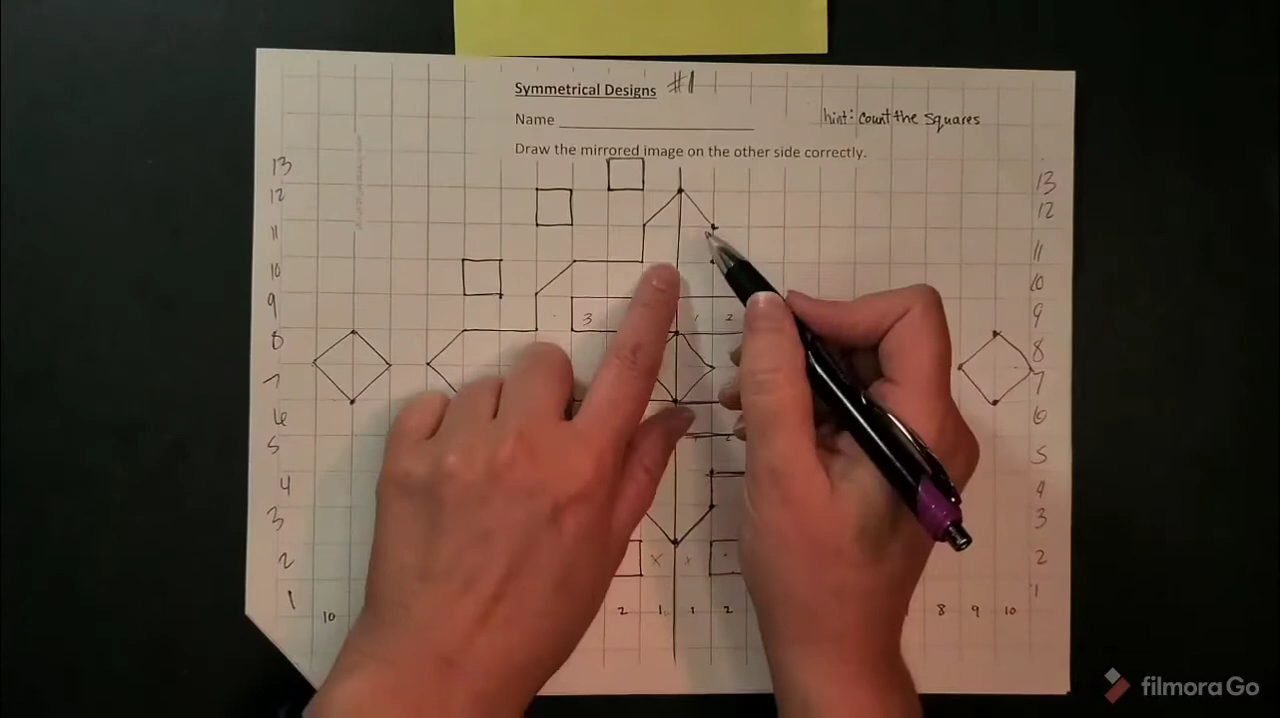 Symmetrical Designs #1
hint: count the squares
Name
Draw the mirrored image on the other side correctly.
13 13
12 12
11 11
10 10
9 3 1 2 9
8 8
7 7
6 6
5 5
4 4
3 3
2 x x 2
1 1
10 2 1 1 2 8 9 10
filmoraGo